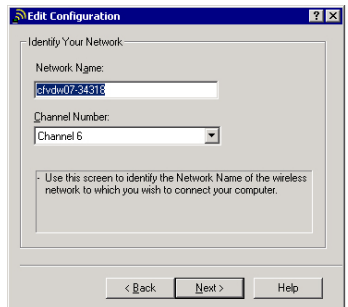 Edit Configuration
Identify Your Network
Network Name:
cfvdw07-34318
Channel Number:
Channel 6
- Use this screen to identify the Network Name of the wireless
network to which you wish to connect your computer.
< Back Next > Help